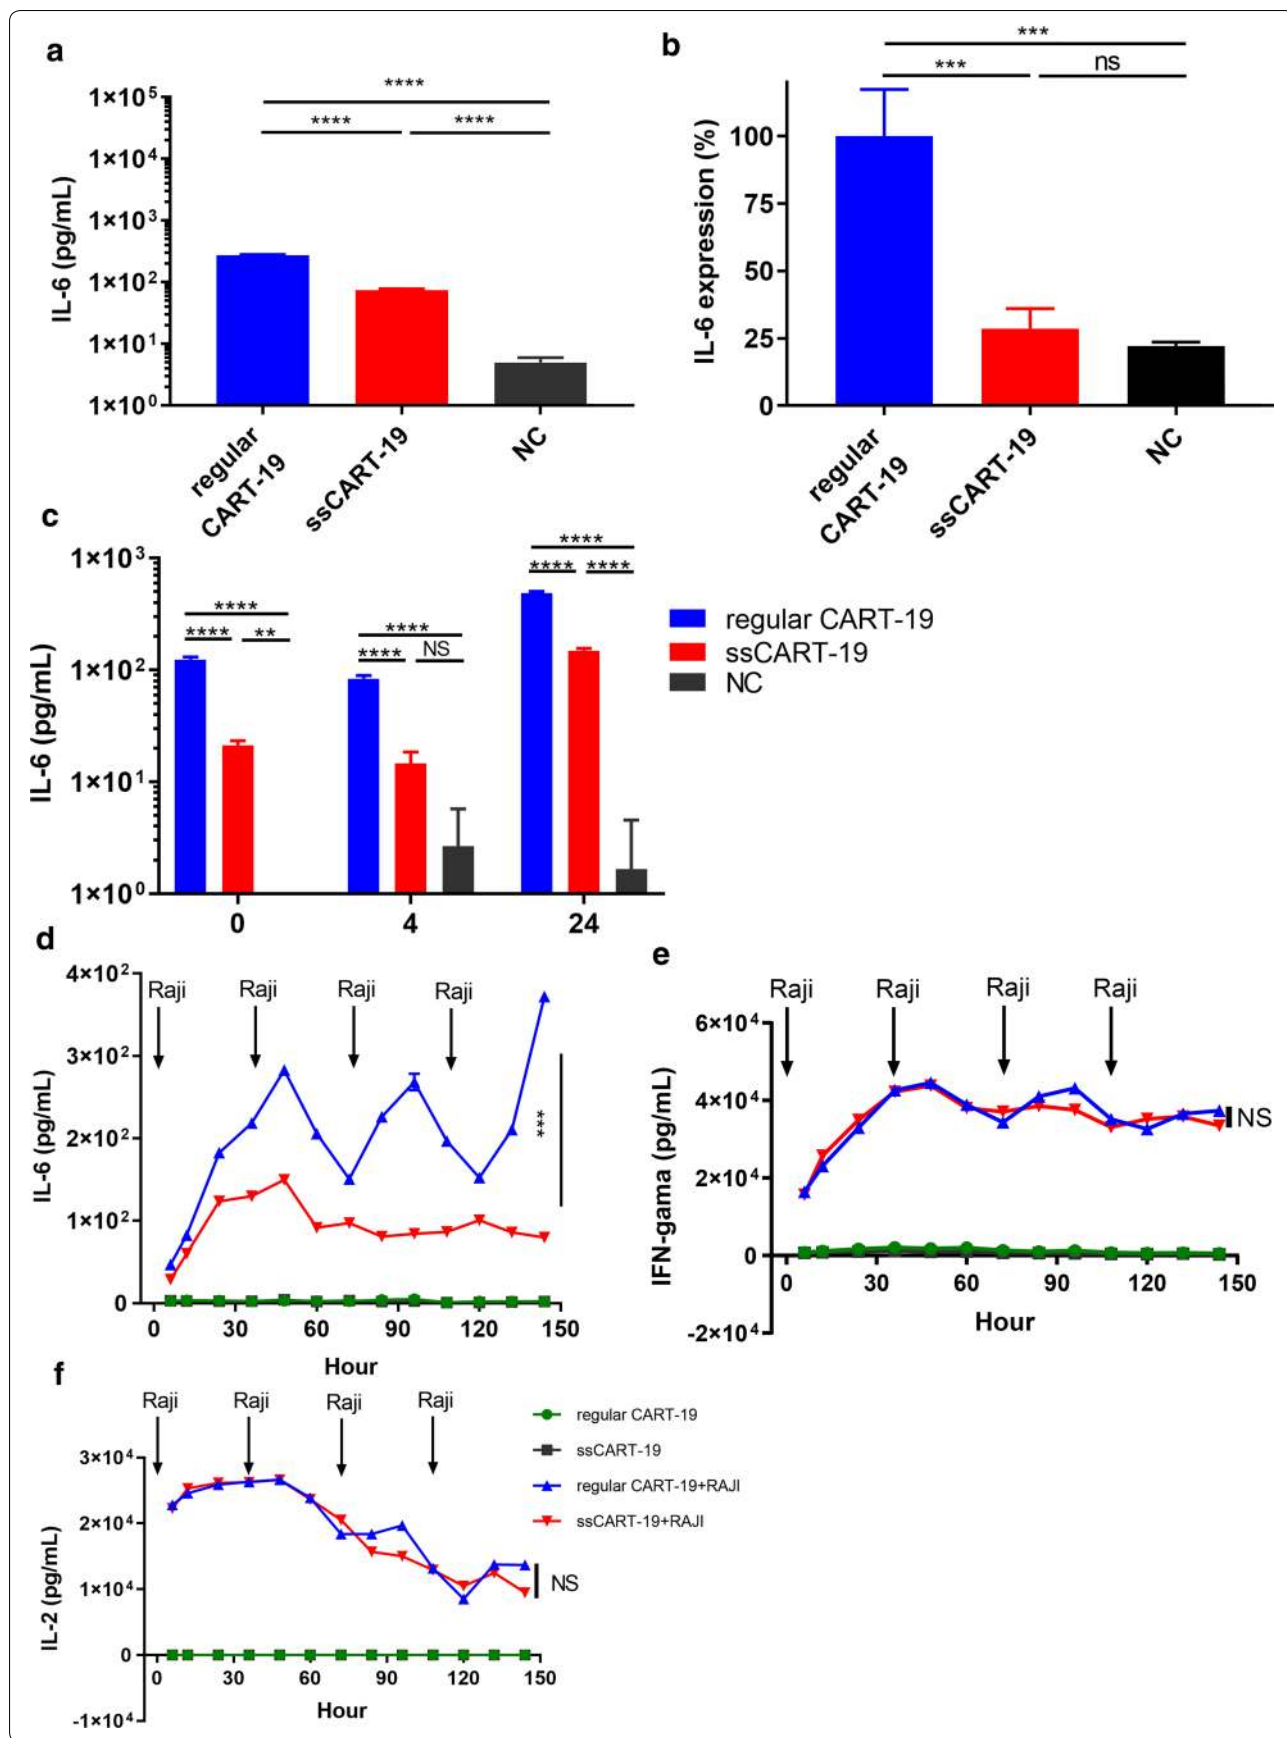 a
****
****
****
1×10⁵
1×10⁴
1×10³
1×10²
1×10¹
1×10⁰
IL-6 (pg/mL)
regular
CART-19
ssCART-19
NC
b
***
***
ns
100
75
50
25
0
IL-6 expression (%)
regular
CART-19
ssCART-19
NC
c
1×10³
1×10²
1×10¹
1×10⁰
IL-6 (pg/mL)
****
****
**
****
****
NS
****
****
****
0
4
24
regular CART-19
ssCART-19
NC
d
Raji
Raji
Raji
Raji
4×10²
3×10²
2×10²
1×10²
0
IL-6 (pg/mL)
***
0
30
60
90
120
150
Hour
e
Raji
Raji
Raji
Raji
6×10⁴
4×10⁴
2×10⁴
0
-2×10⁴
IFN-gama (pg/mL)
NS
0
30
60
90
120
150
Hour
f
Raji
Raji
Raji
Raji
3×10⁴
2×10⁴
1×10⁴
0
-1×10⁴
IL-2 (pg/mL)
NS
0
30
60
90
120
150
Hour
regular CART-19
ssCART-19
regular CART-19+RAJI
ssCART-19+RAJI